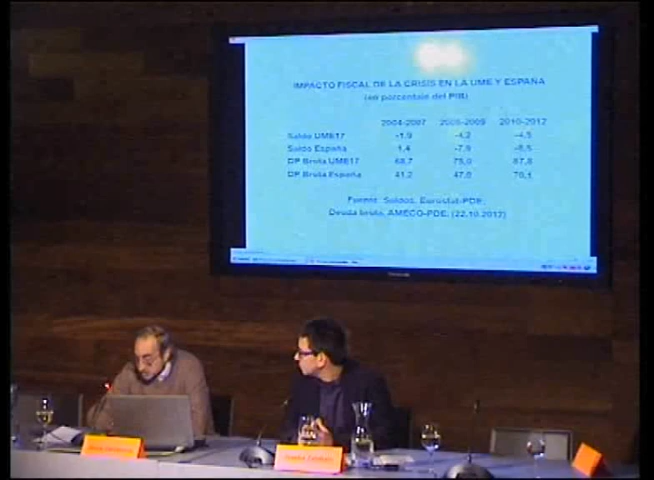 IMPACTO FISCAL DE LA CRISIS EN LA UME Y ESPAÑA
(en porcentaje del PIB)
2004-2007 2008-2009 2010-2012
Saldo UME17 -1,9 -4,2 -4,5
Saldo España 1,4 -7,9 -8,5
DP Bruta UME17 68,7 75,0 87,8
DP Bruta España 41,2 47,0 70,1
Fuente: Saldos, Eurostat-PDE;
Deuda bruta, AMECO-PDE, (22.10.2012)